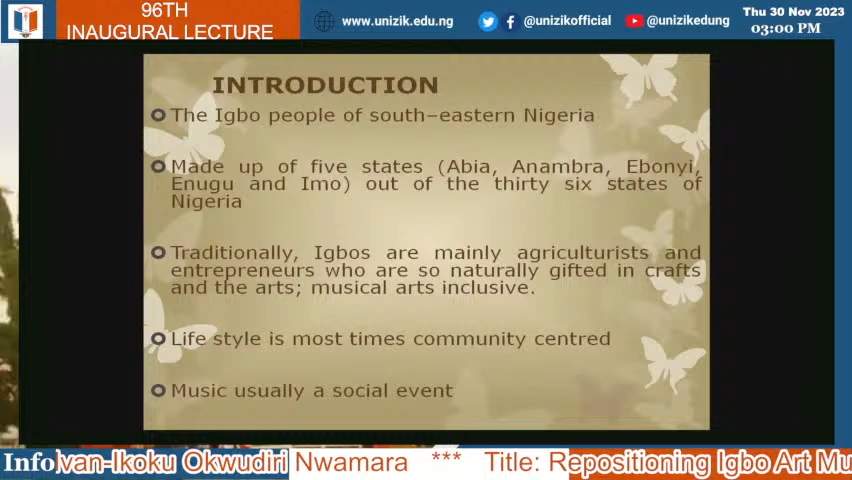 96TH
INAUGURAL LECTURE
www.unizik.edu.ng
@unizikofficial
@unizikedung
Thu 30 Nov 2023
03:00 PM
INTRODUCTION
The Igbo people of south–eastern Nigeria
Made up of five states (Abia, Anambra, Ebonyi,
Enugu and Imo) out of the thirty six states of
Nigeria
Traditionally, Igbos are mainly agriculturists and
entrepreneurs who are so naturally gifted in crafts
and the arts; musical arts inclusive.
Life style is most times community centred
Music usually a social event
Info Ivan-Ikoku Okwudiri Nwamara *** Title: Repositioning Igbo Art Mu